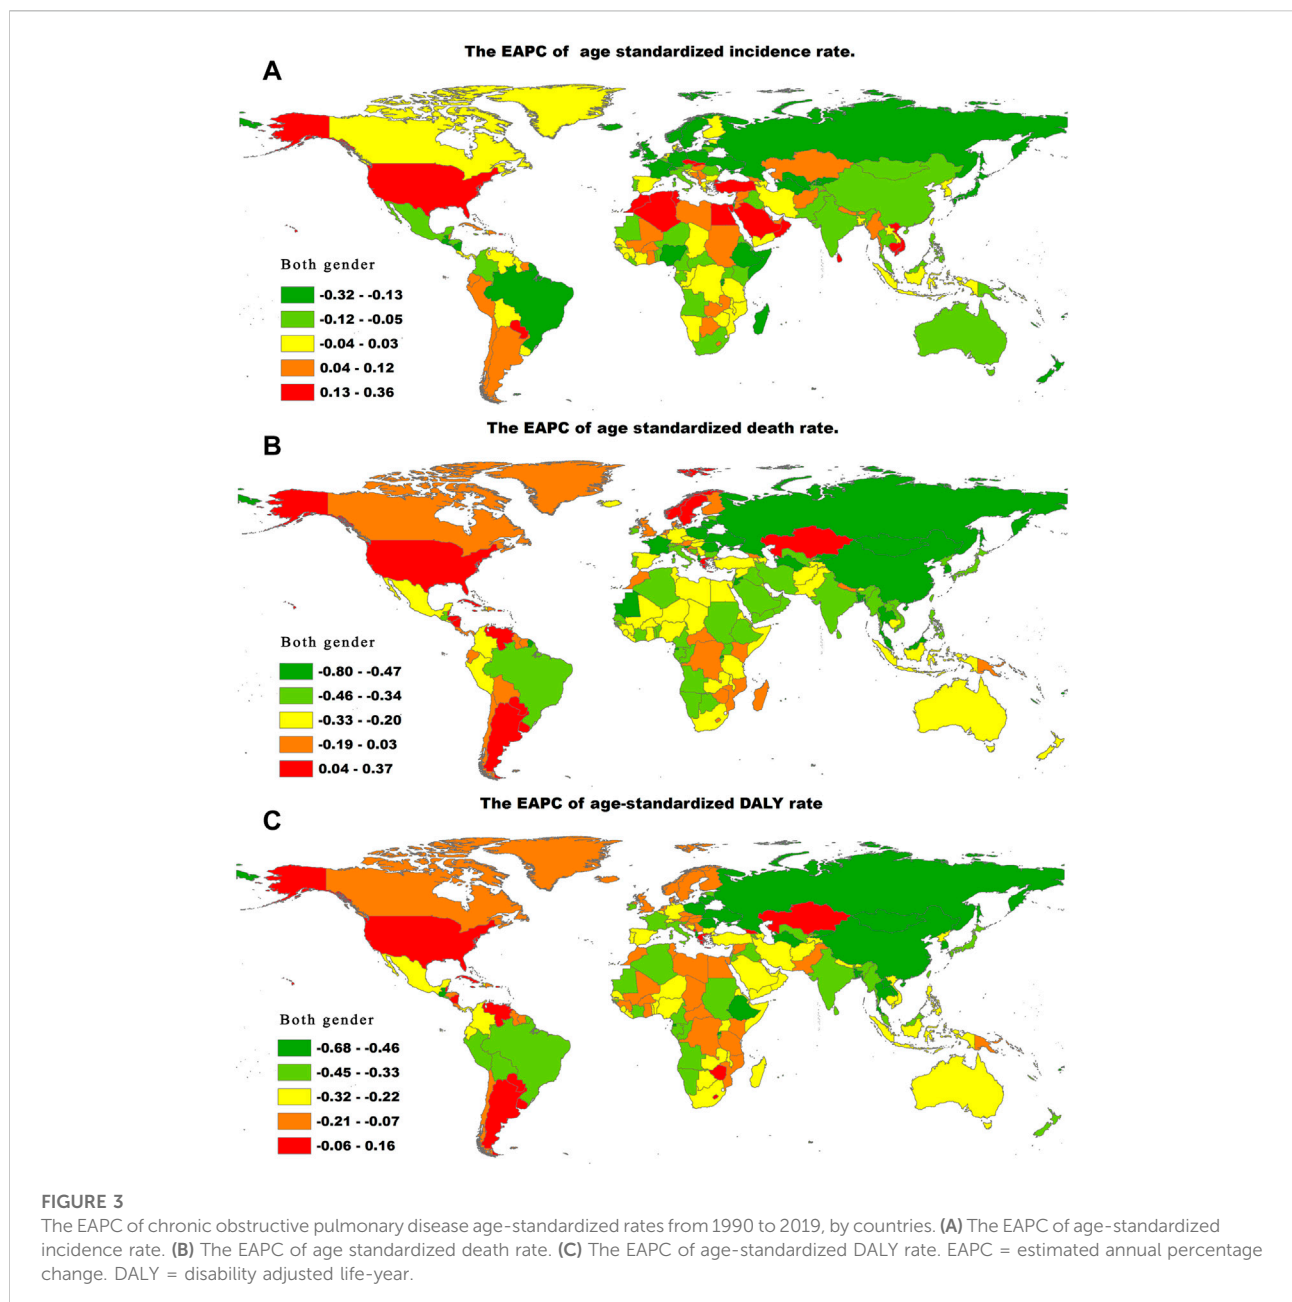 The EAPC of age standardized incidence rate.
A
Both gender
-0.32 - -0.13
-0.12 - -0.05
-0.04 - 0.03
0.04 - 0.12
0.13 - 0.36
The EAPC of age standardized death rate.
B
Both gender
-0.80 - -0.47
-0.46 - -0.34
-0.33 - -0.20
-0.19 - 0.03
0.04 - 0.37
The EAPC of age-standardized DALY rate
C
Both gender
-0.68 - -0.46
-0.45 - -0.33
-0.32 - -0.22
-0.21 - -0.07
-0.06 - 0.16
FIGURE 3
The EAPC of chronic obstructive pulmonary disease age-standardized rates from 1990 to 2019, by countries. (A) The EAPC of age-standardized
incidence rate. (B) The EAPC of age standardized death rate. (C) The EAPC of age-standardized DALY rate. EAPC = estimated annual percentage
change. DALY = disability adjusted life-year.